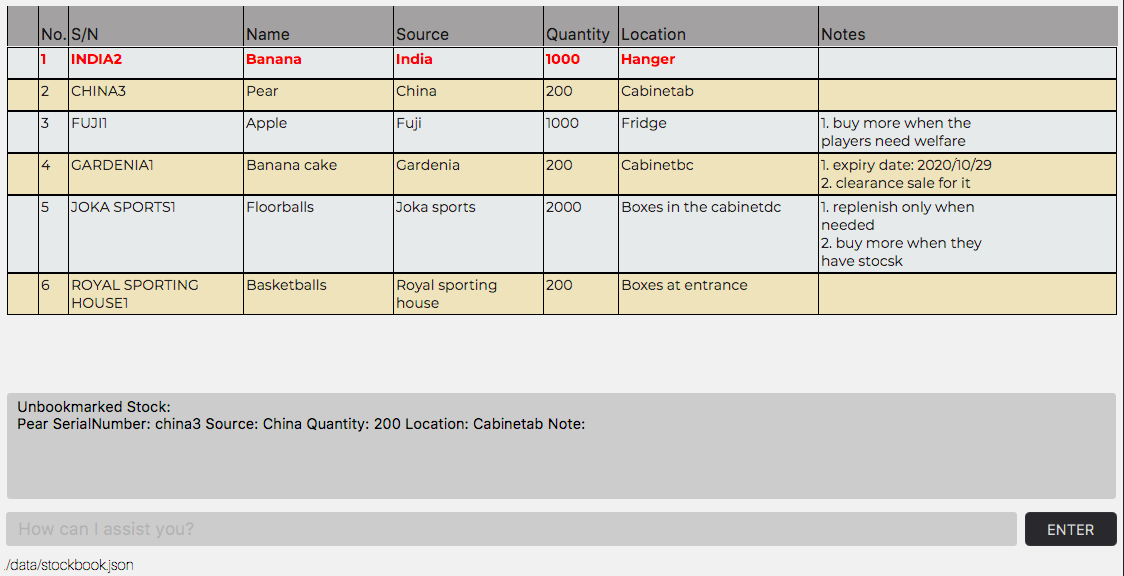 No. S/N Name Source Quantity Location Notes
1 INDIA2 Banana India 1000 Hanger
2 CHINA3 Pear China 200 Cabinetab
3 FUJI1 Apple Fuji 1000 Fridge 1. buy more when the
players need welfare
4 GARDENIA1 Banana cake Gardenia 200 Cabinetbc 1. expiry date: 2020/10/29
2. clearance sale for it
5 JOKA SPORTS1 Floorballs Joka sports 2000 Boxes in the cabinetdc 1. replenish only when
needed
2. buy more when they
have stocsk
6 ROYAL SPORTING Basketballs Royal sporting 200 Boxes at entrance
HOUSE1 house
Unbookmarked Stock:
Pear SerialNumber: china3 Source: China Quantity: 200 Location: Cabinetab Note:
How can I assist you?
ENTER
./data/stockbook.json